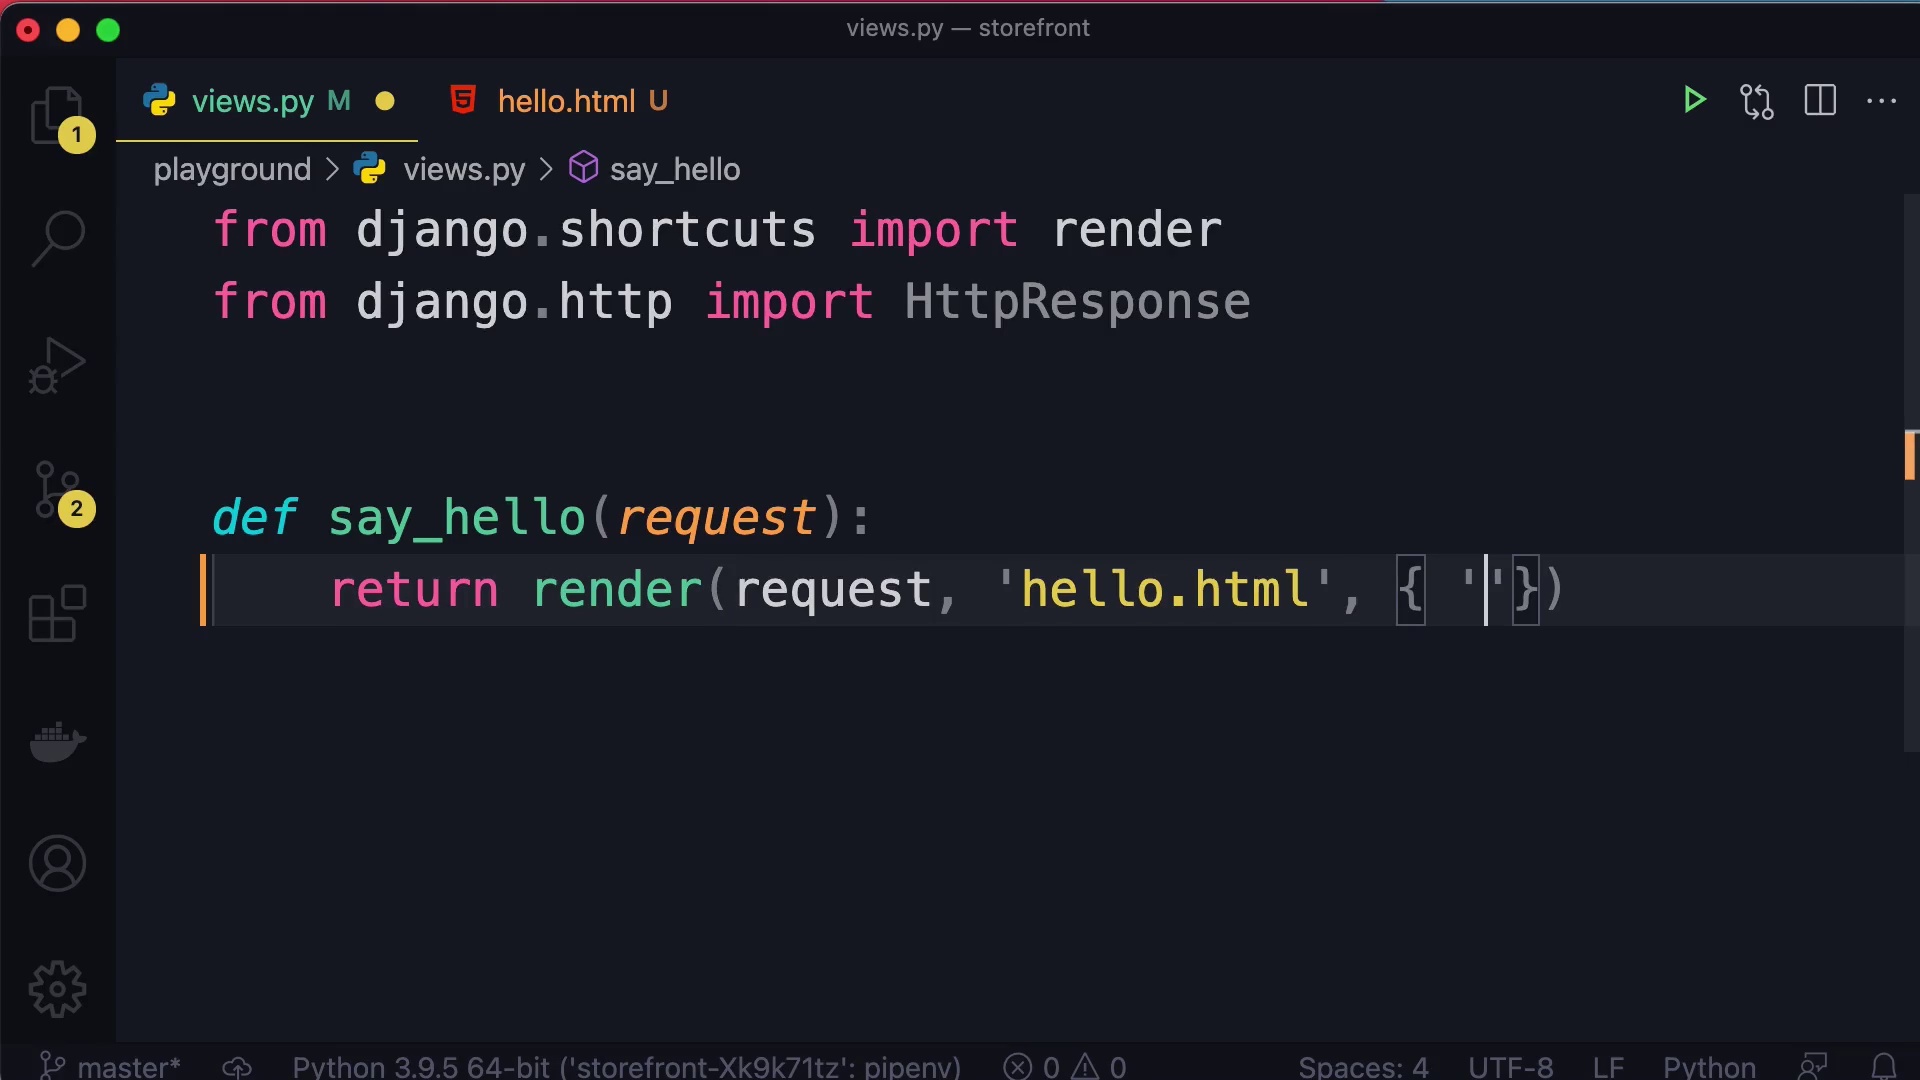 views.py — storefront
views.py M hello.html U
1
playground > views.py > say_hello
from django.shortcuts import render
from django.http import HttpResponse
def say_hello(request):
2
    return render(request, 'hello.html', { ''})
master* Python 3.9.5 64-bit ('storefront-Xk9k71tz': pipenv) 0 0 Spaces: 4 UTF-8 LF Python